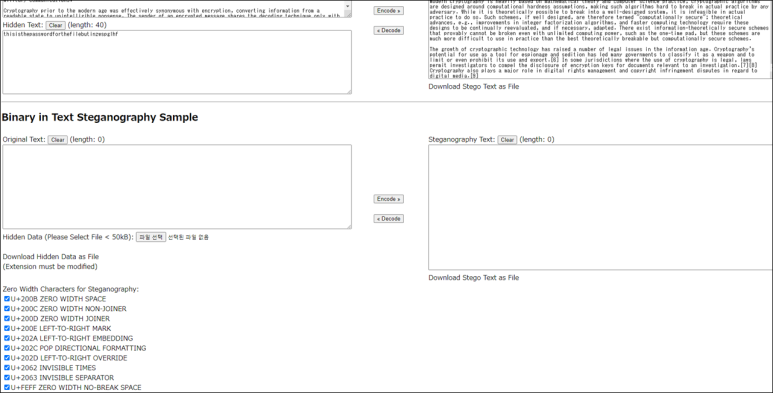 Cryptography prior to the modern age was effectively synonymous with encryption, converting information from a
readable state to unintelligible nonsense. The sender of an encrypted message shares the decoding technique only with
Hidden Text: Clear (length: 40)
Encode »
« Decode
are designed around computational hardness assumptions, making such algorithms hard to break in actual practice by any
adversary. While it is theoretically possible to break into a well-designed system, it is infeasible in actual
practice to do so. Such schemes, if well designed, are therefore termed "computationally secure"; theoretical
advances, e.g., improvements in integer factorization algorithms, and faster computing technology require these
designs to be continually reevaluated, and if necessary, adapted. There exist information-theoretically secure schemes
that provably cannot be broken even with unlimited computing power, such as the one-time pad, but these schemes are
much more difficult to use in practice than the best theoretically breakable but computationally secure schemes.
The growth of cryptographic technology has raised a number of legal issues in the information age. Cryptography's
potential for use as a tool for espionage and sedition has led many governments to classify it as a weapon and to
limit or even prohibit its use and export.[6] In some jurisdictions where the use of cryptography is legal, laws
permit investigators to compel the disclosure of encryption keys for documents relevant to an investigation.[7][8]
Cryptography also plays a major role in digital rights management and copyright infringement disputes in regard to
digital media.[9]
Download Stego Text as File
Binary in Text Steganography Sample
Original Text: Clear (length: 0)
Steganography Text: Clear (length: 0)
Encode »
« Decode
Hidden Data (Please Select File < 50kB): 파일 선택 선택된 파일 없음
Download Hidden Data as File
(Extension must be modified)
Download Stego Text as File
Zero Width Characters for Steganography:
U+200B ZERO WIDTH SPACE
U+200C ZERO WIDTH NON-JOINER
U+200D ZERO WIDTH JOINER
U+200E LEFT-TO-RIGHT MARK
U+202A LEFT-TO-RIGHT EMBEDDING
U+202C POP DIRECTIONAL FORMATTING
U+202D LEFT-TO-RIGHT OVERRIDE
U+2062 INVISIBLE TIMES
U+2063 INVISIBLE SEPARATOR
U+FEFF ZERO WIDTH NO-BREAK SPACE